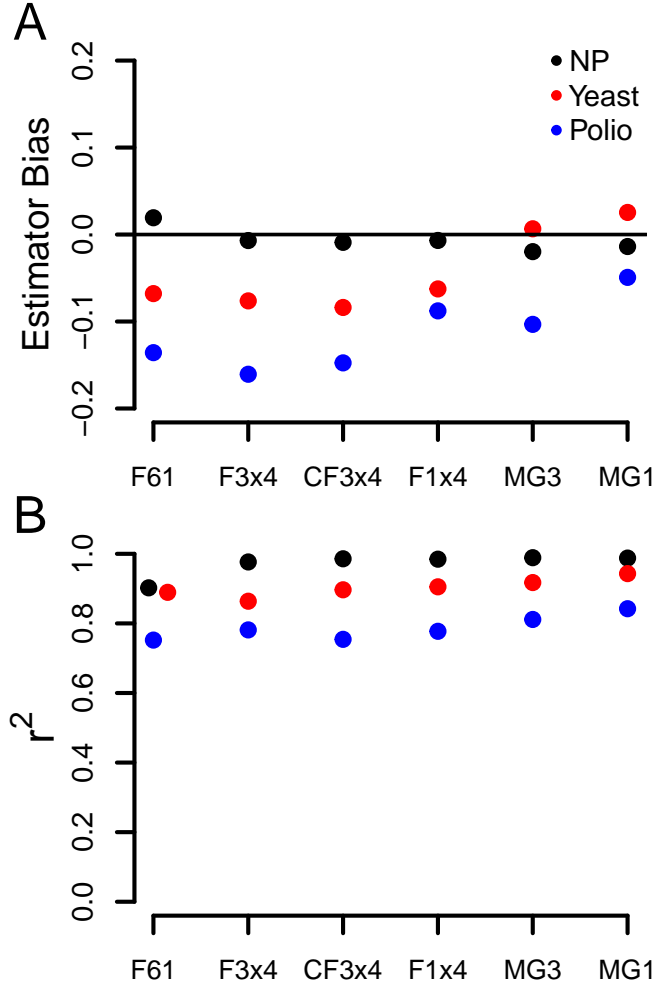 A
Estimator Bias
0.2
0.1
0.0
−0.1
−0.2
NP
Yeast
Polio
F61 F3x4 CF3x4 F1x4 MG3 MG1
B
r²
1.0
0.8
0.6
0.4
0.2
0.0
F61 F3x4 CF3x4 F1x4 MG3 MG1